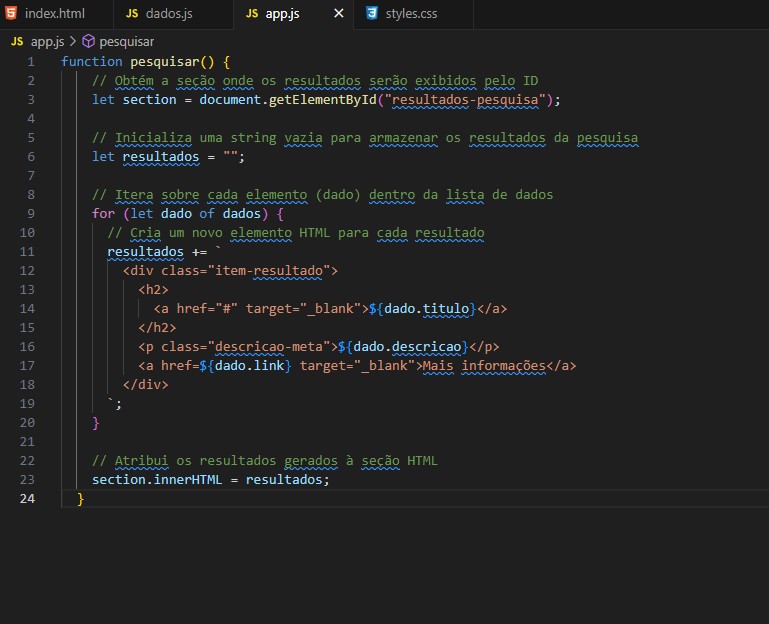 index.html JS dados.js JS app.js × styles.css
JS app.js > pesquisar
1 function pesquisar() {
2 // Obtém a seção onde os resultados serão exibidos pelo ID
3 let section = document.getElementById("resultados-pesquisa");
4
5 // Inicializa uma string vazia para armazenar os resultados da pesquisa
6 let resultados = "";
7
8 // Itera sobre cada elemento (dado) dentro da lista de dados
9 for (let dado of dados) {
10 // Cria um novo elemento HTML para cada resultado
11 resultados += `
12 <div class="item-resultado">
13 <h2>
14 <a href="#" target="_blank">${dado.titulo}</a>
15 </h2>
16 <p class="descricao-meta">${dado.descricao}</p>
17 <a href=${dado.link} target="_blank">Mais informações</a>
18 </div>
19 `;
20 }
21
22 // Atribui os resultados gerados à seção HTML
23 section.innerHTML = resultados;
24 }